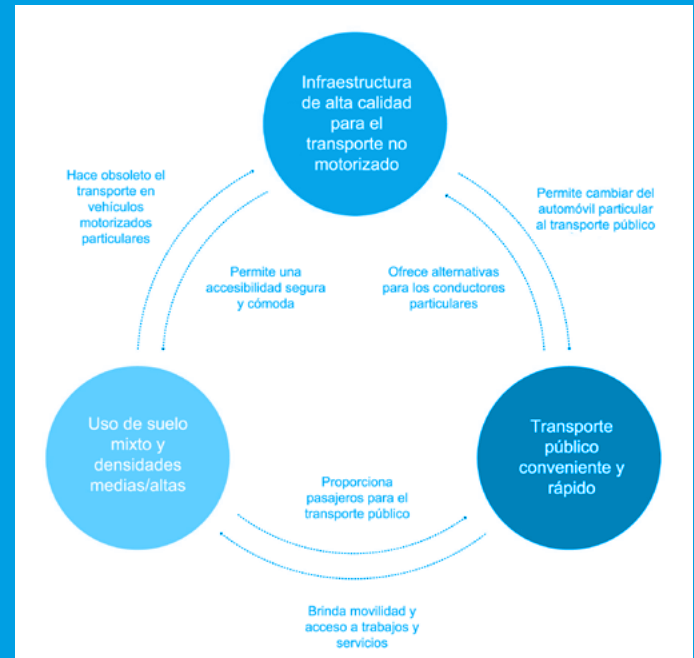 Infraestructura
de alta calidad
para el
transporte no
motorizado
Hace obsoleto el
transporte en
vehículos
motorizados
particulares
Permite cambiar del
automóvil particular
al transporte público
Permite una
accesibilidad segura
y cómoda
Ofrece alternativas
para los conductores
particulares
Uso de suelo
mixto y
densidades
medias/altas
Transporte
público
conveniente y
rápido
Proporciona
pasajeros para el
transporte público
Brinda movilidad y
acceso a trabajos y
servicios